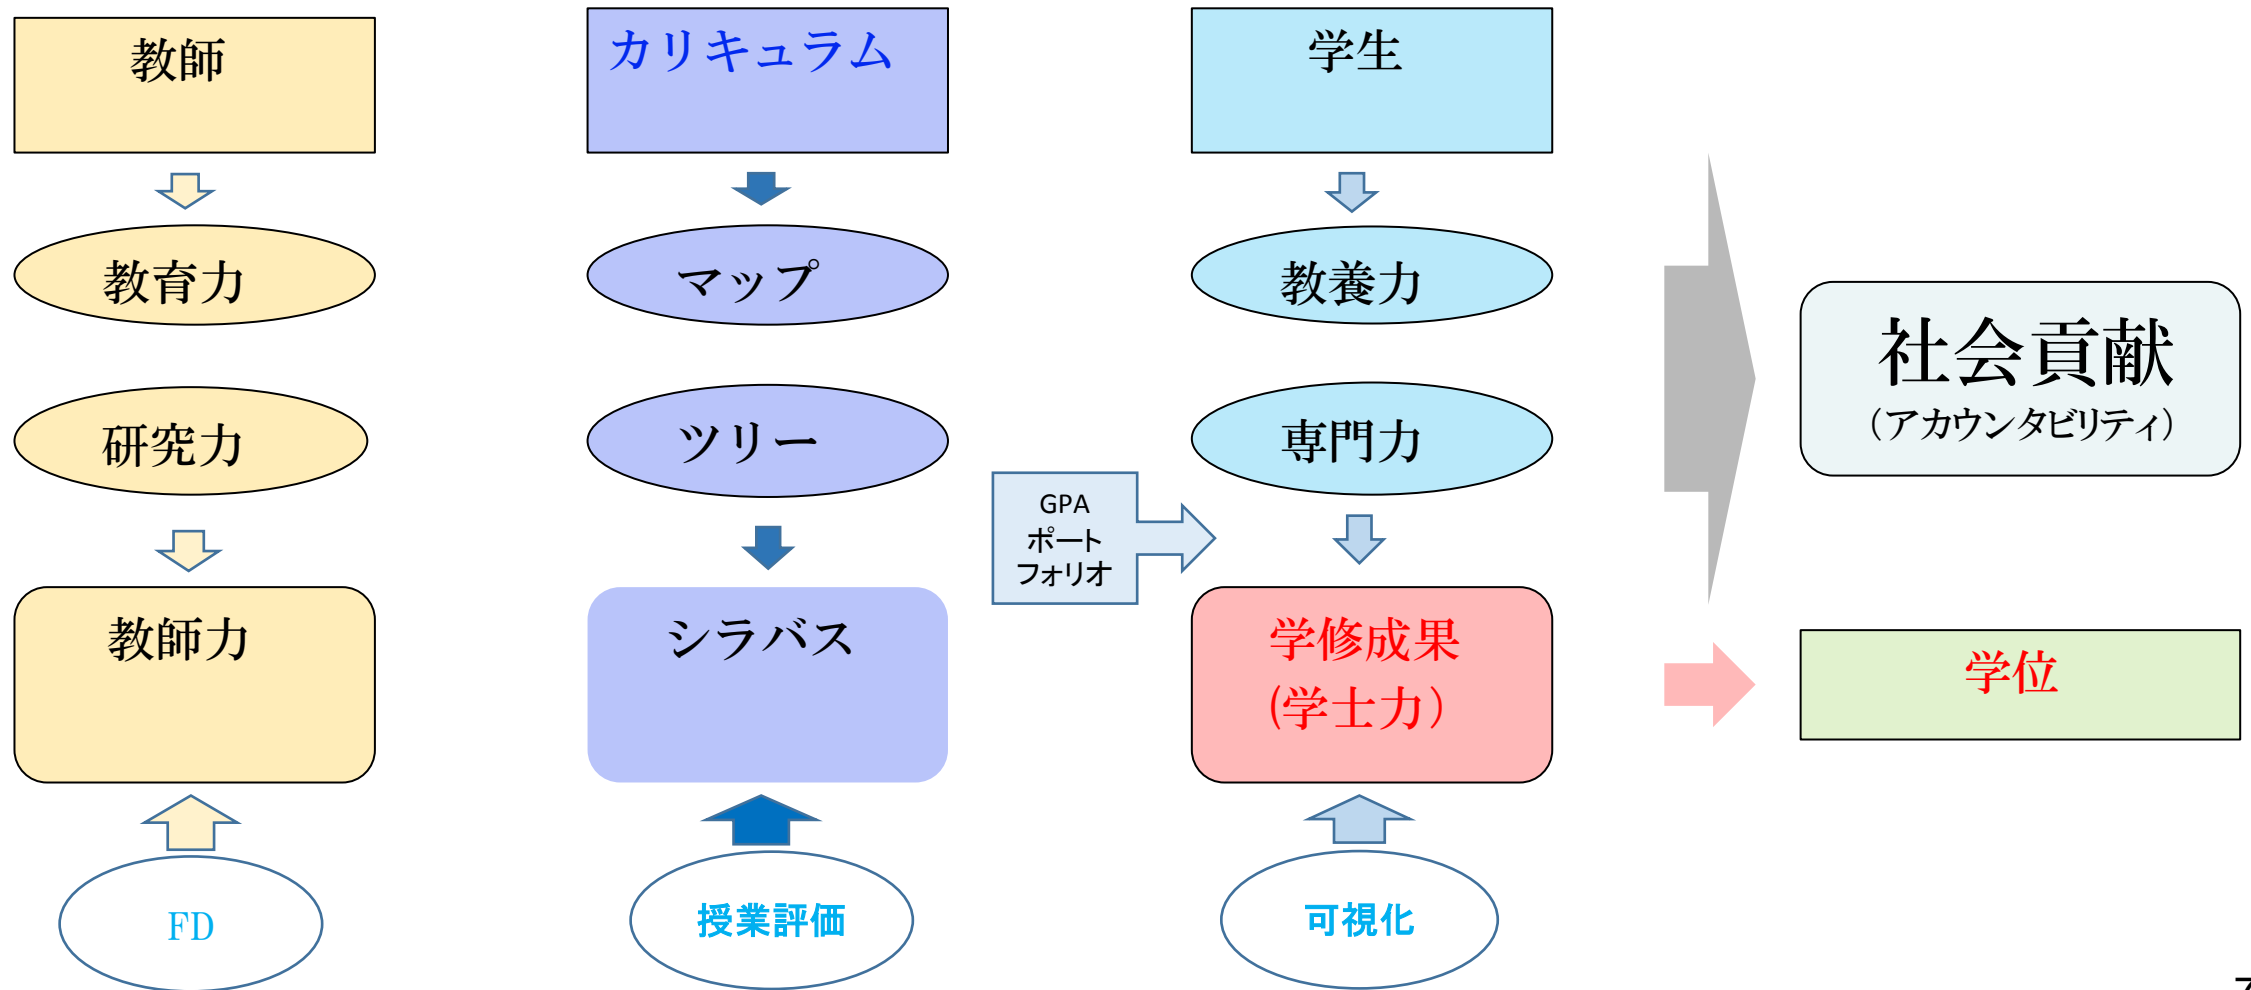 教師
カリキュラム
学生
教育力
マップ
教養力
研究力
ツリー
専門力
社会貢献
（アカウンタビリティ）
GPA
ポート
フォリオ
教師力
シラバス
学修成果
(学士力）
学位
FD
授業評価
可視化